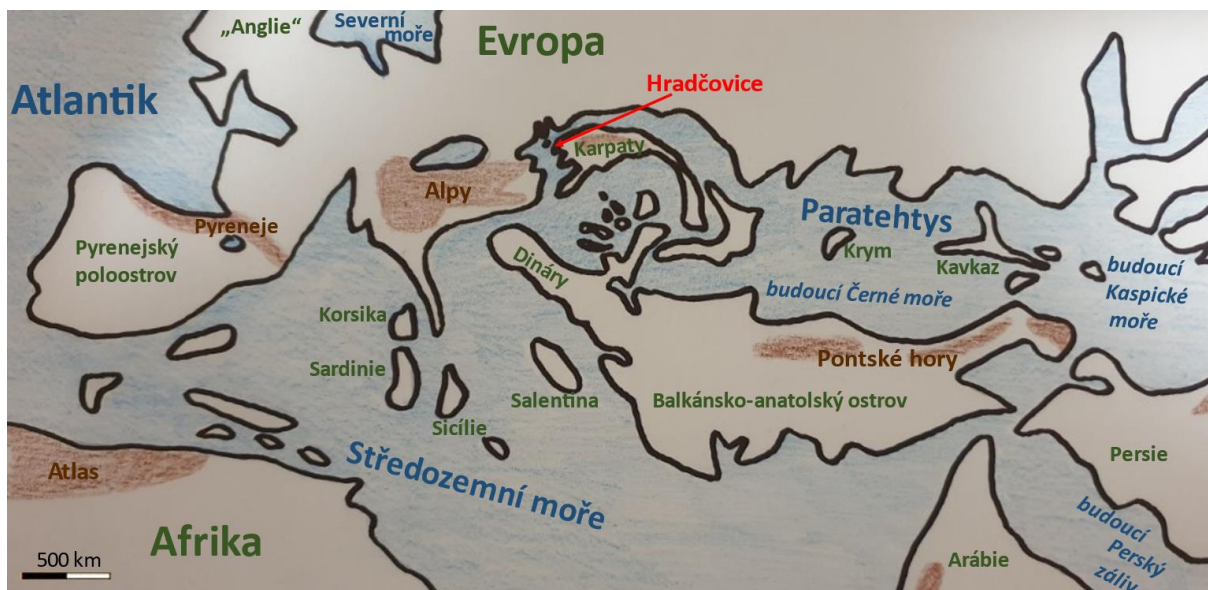 „Anglie“
Severní
moře
Evropa
Atlantik
Hradčovice
Karpaty
Alpy
Pyreneje
Pyrenejský
poloostrov
Paratehtys
Krym
Kavkaz
Dináry
budoucí Černé moře
budoucí
Kaspické
moře
Korsika
Sardinie
Sicílie
Salentina
Pontské hory
Balkánsko-anatolský ostrov
Středozemní moře
Atlas
Afrika
Persie
Arábie
budoucí
Perský
záliv
500 km